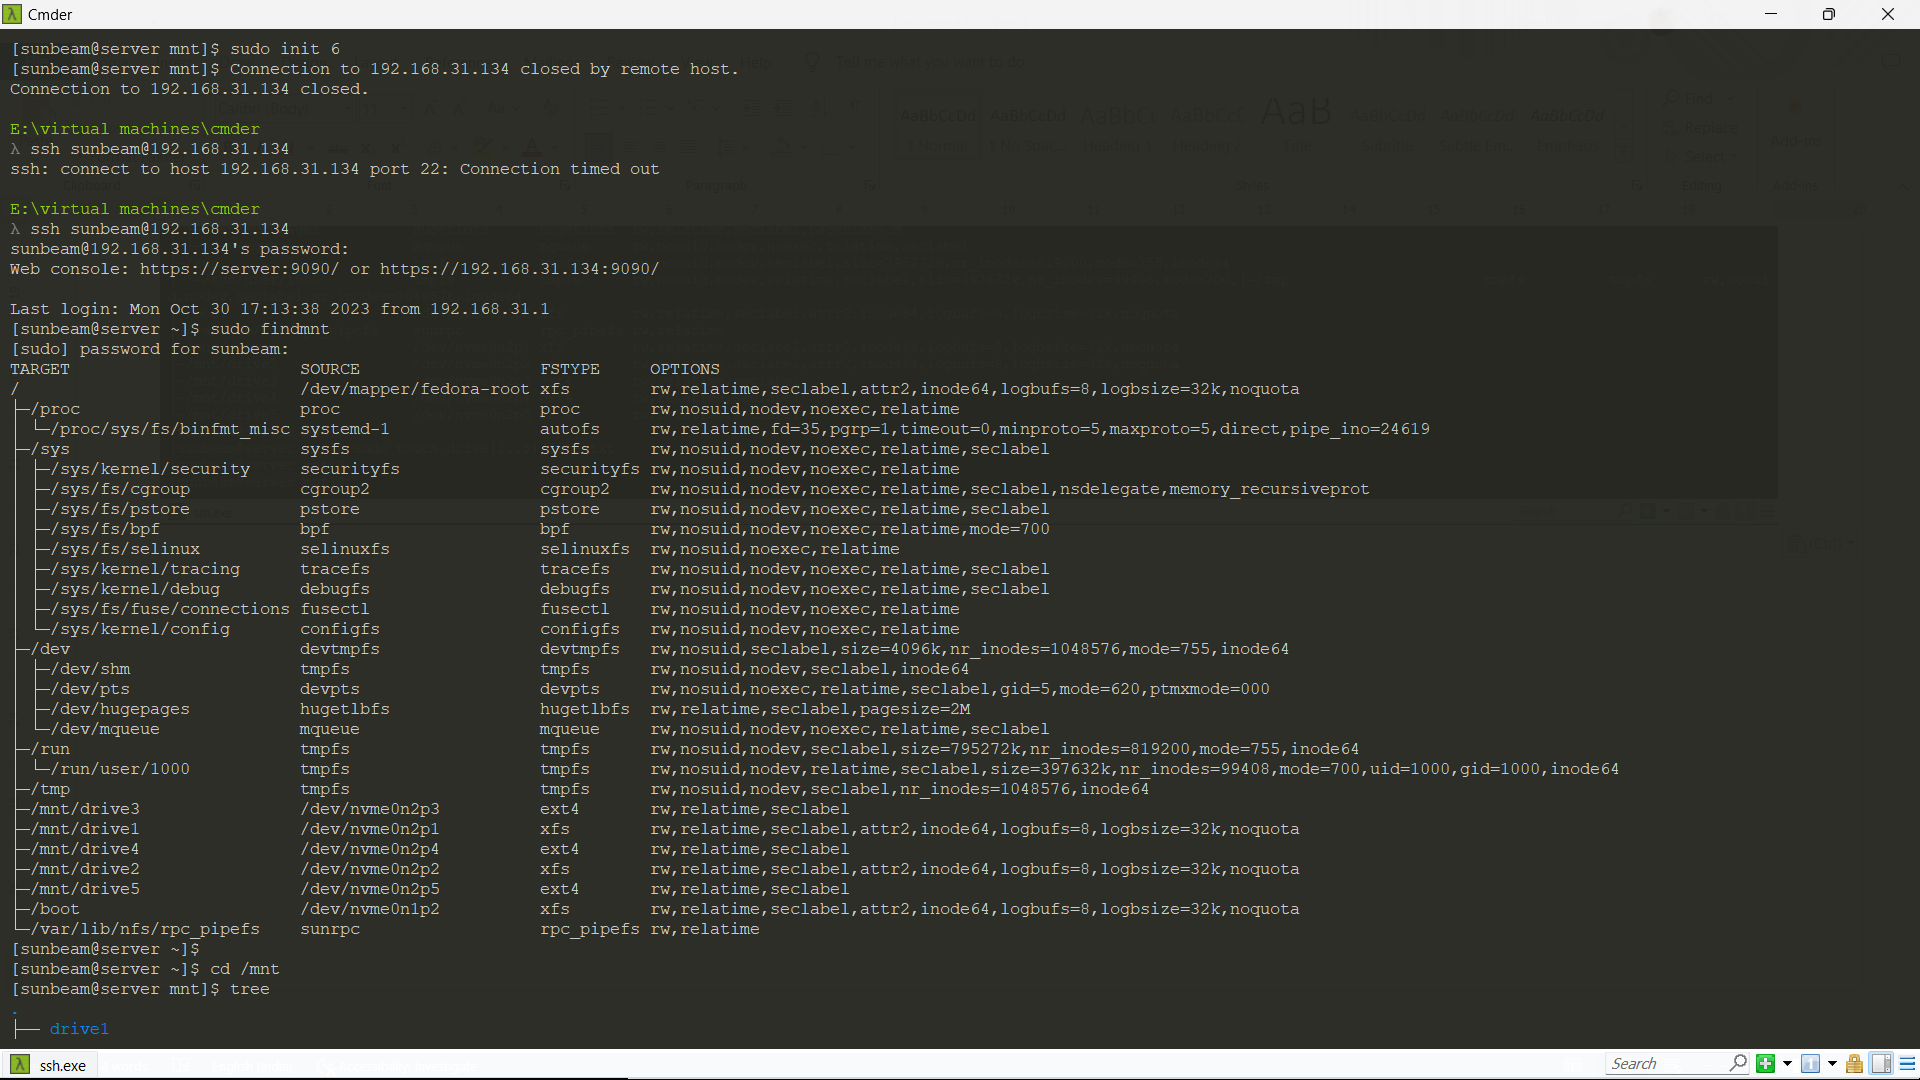 Cmder
[sunbeam@server mnt]$ sudo init 6
[sunbeam@server mnt]$ Connection to 192.168.31.134 closed by remote host.
Connection to 192.168.31.134 closed.
E:\virtual machines\cmder
λ ssh sunbeam@192.168.31.134
ssh: connect to host 192.168.31.134 port 22: Connection timed out
E:\virtual machines\cmder
λ ssh sunbeam@192.168.31.134
sunbeam@192.168.31.134's password:
Web console: https://server:9090/ or https://192.168.31.134:9090/
Last login: Mon Oct 30 17:13:38 2023 from 192.168.31.1
[sunbeam@server ~]$ sudo findmnt
[sudo] password for sunbeam:
TARGET SOURCE FSTYPE OPTIONS
/ /dev/mapper/fedora-root xfs rw,relatime,seclabel,attr2,inode64,logbufs=8,logbsize=32k,noquota
├─/proc proc proc rw,nosuid,nodev,noexec,relatime
│ └─/proc/sys/fs/binfmt_misc systemd-1 autofs rw,relatime,fd=35,pgrp=1,timeout=0,minproto=5,maxproto=5,direct,pipe_ino=24619
├─/sys sysfs sysfs rw,nosuid,nodev,noexec,relatime,seclabel
│ ├─/sys/kernel/security securityfs securityfs rw,nosuid,nodev,noexec,relatime
│ ├─/sys/fs/cgroup cgroup2 cgroup2 rw,nosuid,nodev,noexec,relatime,seclabel,nsdelegate,memory_recursiveprot
│ ├─/sys/fs/pstore pstore pstore rw,nosuid,nodev,noexec,relatime,seclabel
│ ├─/sys/fs/bpf bpf bpf rw,nosuid,nodev,noexec,relatime,mode=700
│ ├─/sys/fs/selinux selinuxfs selinuxfs rw,nosuid,noexec,relatime
│ ├─/sys/kernel/tracing tracefs tracefs rw,nosuid,nodev,noexec,relatime,seclabel
│ ├─/sys/kernel/debug debugfs debugfs rw,nosuid,nodev,noexec,relatime,seclabel
│ ├─/sys/fs/fuse/connections fusectl fusectl rw,nosuid,nodev,noexec,relatime
│ └─/sys/kernel/config configfs configfs rw,nosuid,nodev,noexec,relatime
├─/dev devtmpfs devtmpfs rw,nosuid,seclabel,size=4096k,nr_inodes=1048576,mode=755,inode64
│ ├─/dev/shm tmpfs tmpfs rw,nosuid,nodev,seclabel,inode64
│ ├─/dev/pts devpts devpts rw,nosuid,noexec,relatime,seclabel,gid=5,mode=620,ptmxmode=000
│ ├─/dev/hugepages hugetlbfs hugetlbfs rw,relatime,seclabel,pagesize=2M
│ └─/dev/mqueue mqueue mqueue rw,nosuid,nodev,noexec,relatime,seclabel
├─/run tmpfs tmpfs rw,nosuid,nodev,seclabel,size=795272k,nr_inodes=819200,mode=755,inode64
│ └─/run/user/1000 tmpfs tmpfs rw,nosuid,nodev,relatime,seclabel,size=397632k,nr_inodes=99408,mode=700,uid=1000,gid=1000,inode64
├─/tmp tmpfs tmpfs rw,nosuid,nodev,seclabel,nr_inodes=1048576,inode64
├─/mnt/drive3 /dev/nvme0n2p3 ext4 rw,relatime,seclabel
├─/mnt/drive1 /dev/nvme0n2p1 xfs rw,relatime,seclabel,attr2,inode64,logbufs=8,logbsize=32k,noquota
├─/mnt/drive4 /dev/nvme0n2p4 ext4 rw,relatime,seclabel
├─/mnt/drive2 /dev/nvme0n2p2 xfs rw,relatime,seclabel,attr2,inode64,logbufs=8,logbsize=32k,noquota
├─/mnt/drive5 /dev/nvme0n2p5 ext4 rw,relatime,seclabel
├─/boot /dev/nvme0n1p2 xfs rw,relatime,seclabel,attr2,inode64,logbufs=8,logbsize=32k,noquota
└─/var/lib/nfs/rpc_pipefs sunrpc rpc_pipefs rw,relatime
[sunbeam@server ~]$
[sunbeam@server ~]$ cd /mnt
[sunbeam@server mnt]$ tree
.
├── drive1
ssh.exe Search